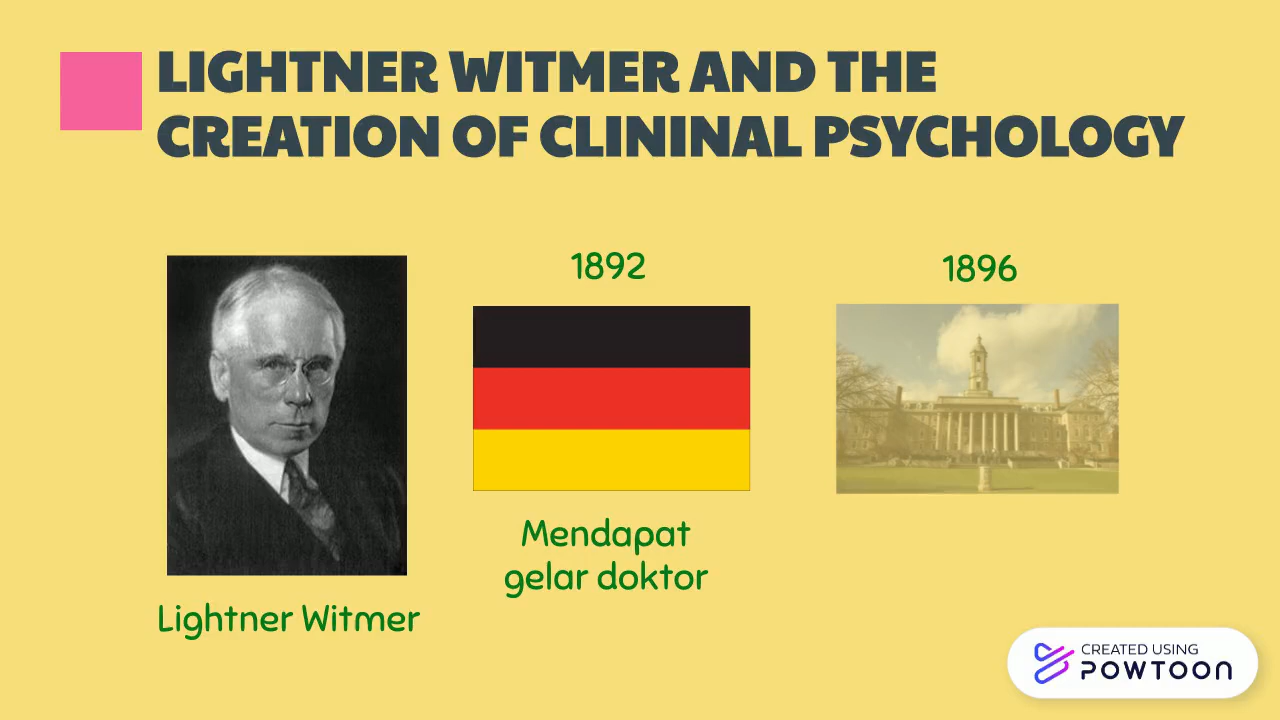 LIGHTNER WITMER AND THE
CREATION OF CLININAL PSYCHOLOGY
1892
1896
Mendapat
gelar doktor
Lightner Witmer
CREATED USING
POWTOON